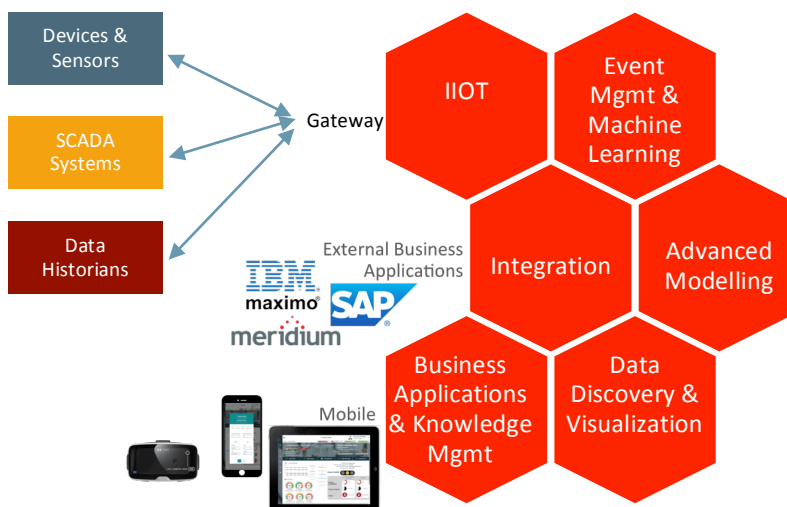 Devices &
Sensors
SCADA
Systems
Data
Historians
Gateway
IIOT
Event
Mgmt &
Machine
Learning
External Business
Applications
IBM®
maximo®
SAP®
meridium
Integration
Advanced
Modelling
Mobile
Business
Applications
& Knowledge
Mgmt
Data
Discovery &
Visualization